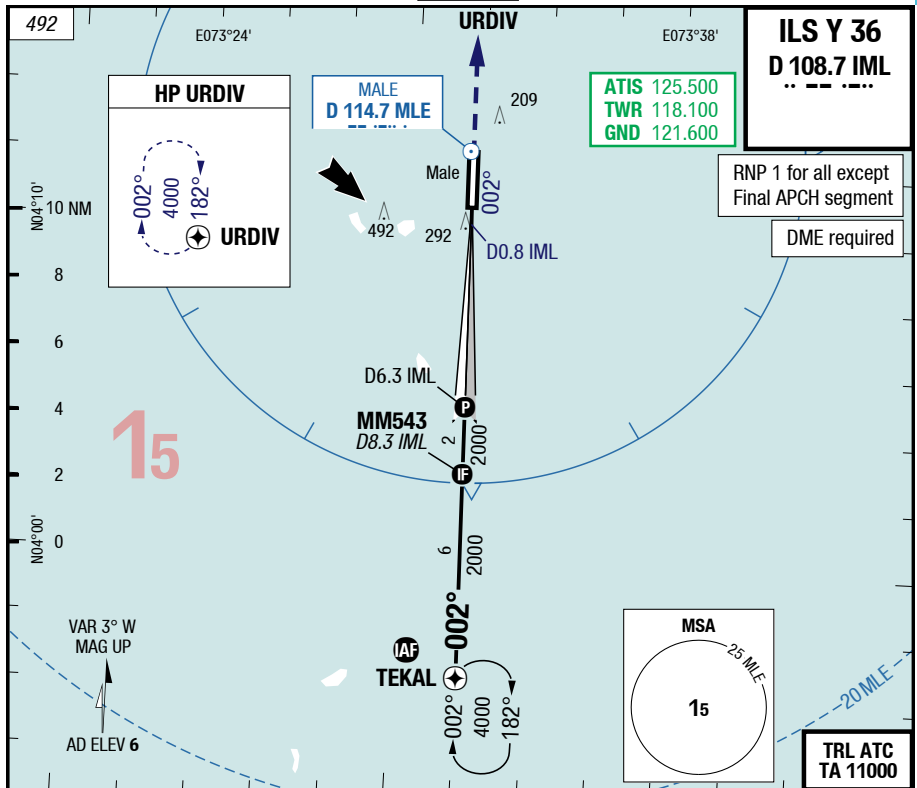 492
URDIV
E073°24'
E073°38'
ILS Y 36
D 108.7 IML
HP URDIV
002°
4000
182°
URDIV
MALE
D 114.7 MLE
209
ATIS 125.500
TWR 118.100
GND 121.600
RNP 1 for all except
Final APCH segment
DME required
Male
002°
N04°10'
10 NM
492
292
D0.8 IML
8
6
D6.3 IML
P
4
MM543
D8.3 IML
2
2000
15
IF
2
N04°00'
0
6
2000
002°
VAR 3° W
MAG UP
IAF
TEKAL
002°
4000
182°
AD ELEV 6
MSA
25 MLE
15
20 MLE
TRL ATC
TA 11000